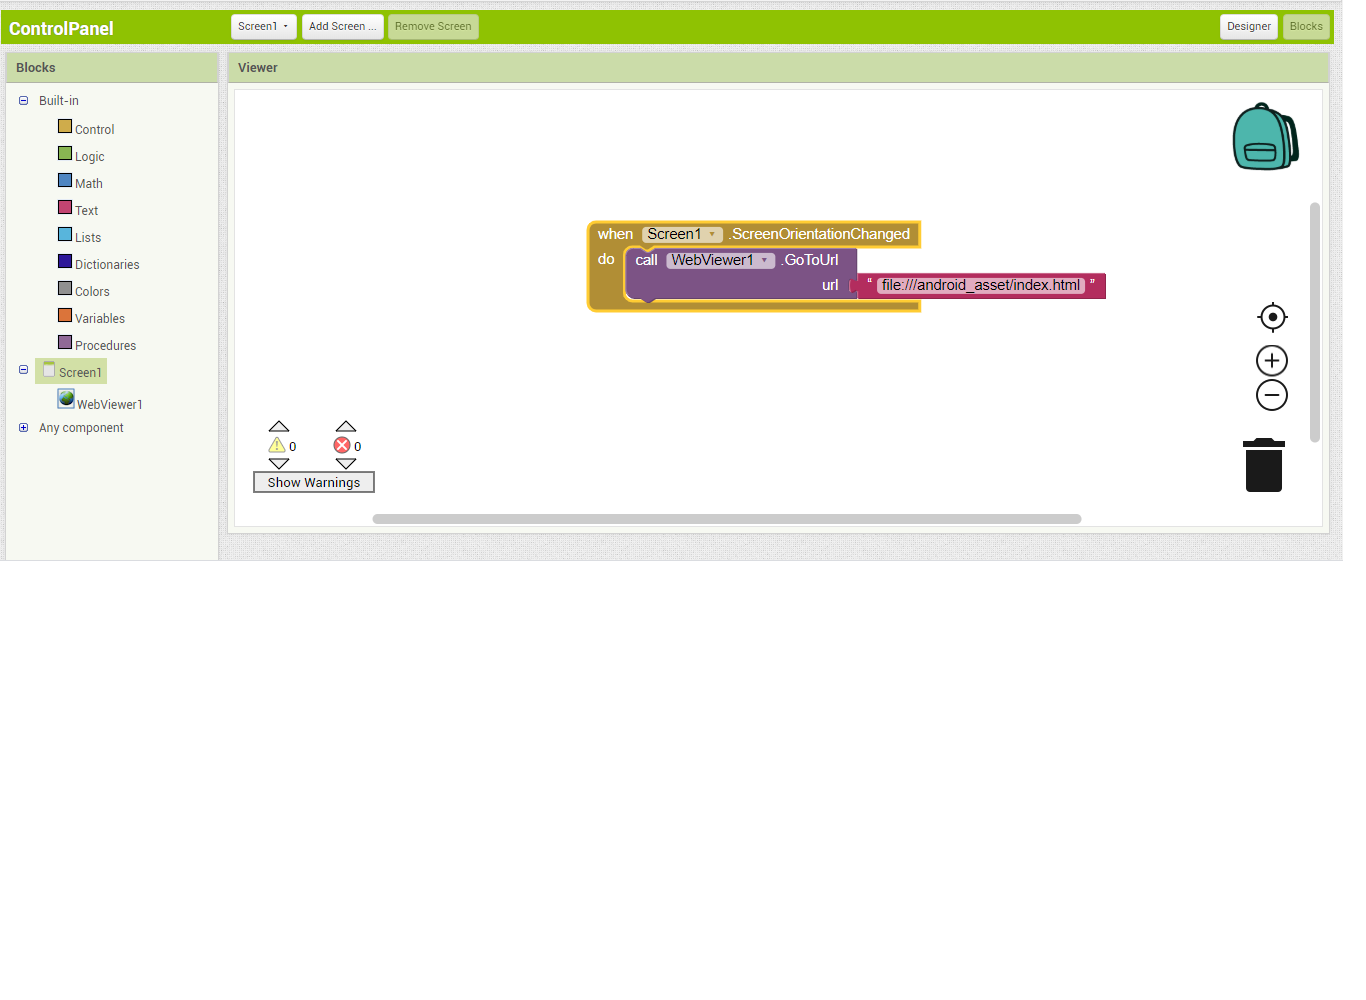 ControlPanel
Screen1
Add Screen ...
Remove Screen
Designer
Blocks
Blocks
Built-in
Control
Logic
Math
Text
Lists
Dictionaries
Colors
Variables
Procedures
Screen1
WebViewer1
Any component
Viewer
when Screen1 .ScreenOrientationChanged
do call WebViewer1 .GoToUrl
url “ file:///android_asset/index.html ”
0 0
Show Warnings